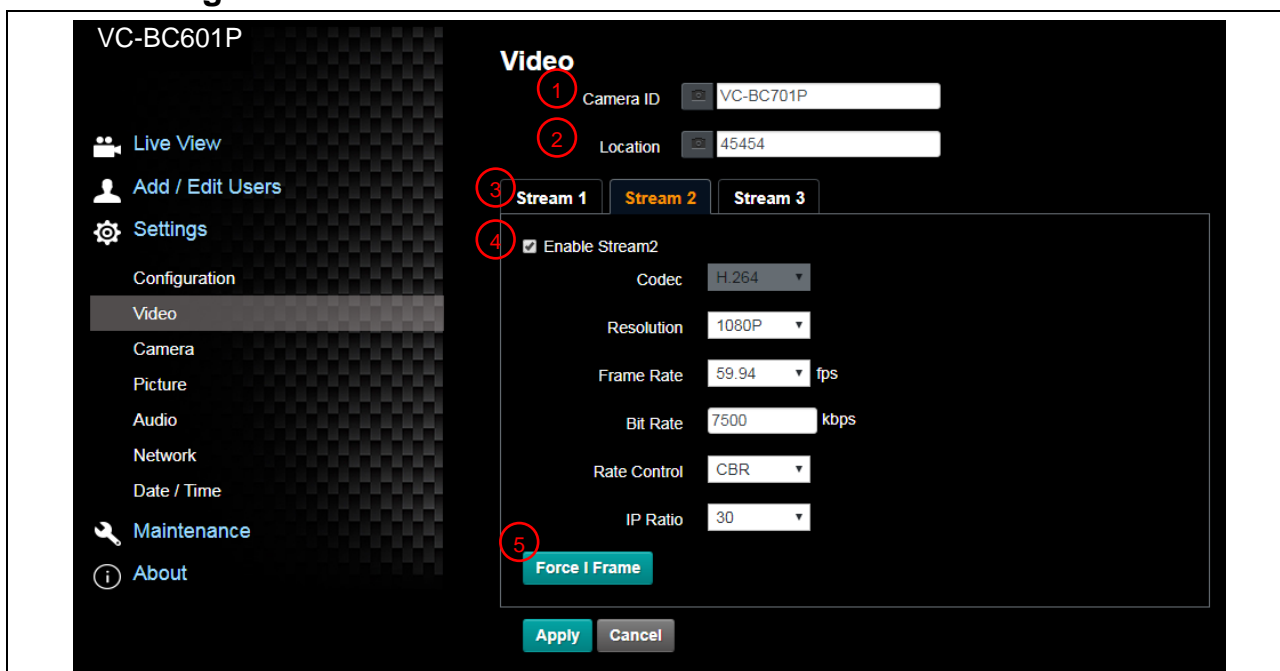 VC-BC601P
Live View
Add / Edit Users
Settings
Configuration
Video
Camera
Picture
Audio
Network
Date / Time
Maintenance
About
Video
1 Camera ID VC-BC701P
2 Location 45454
3 Stream 1 Stream 2 Stream 3
4 Enable Stream2
Codec H.264
Resolution 1080P
Frame Rate 59.94 fps
Bit Rate 7500 kbps
Rate Control CBR
IP Ratio 30
5
Force I Frame
Apply Cancel